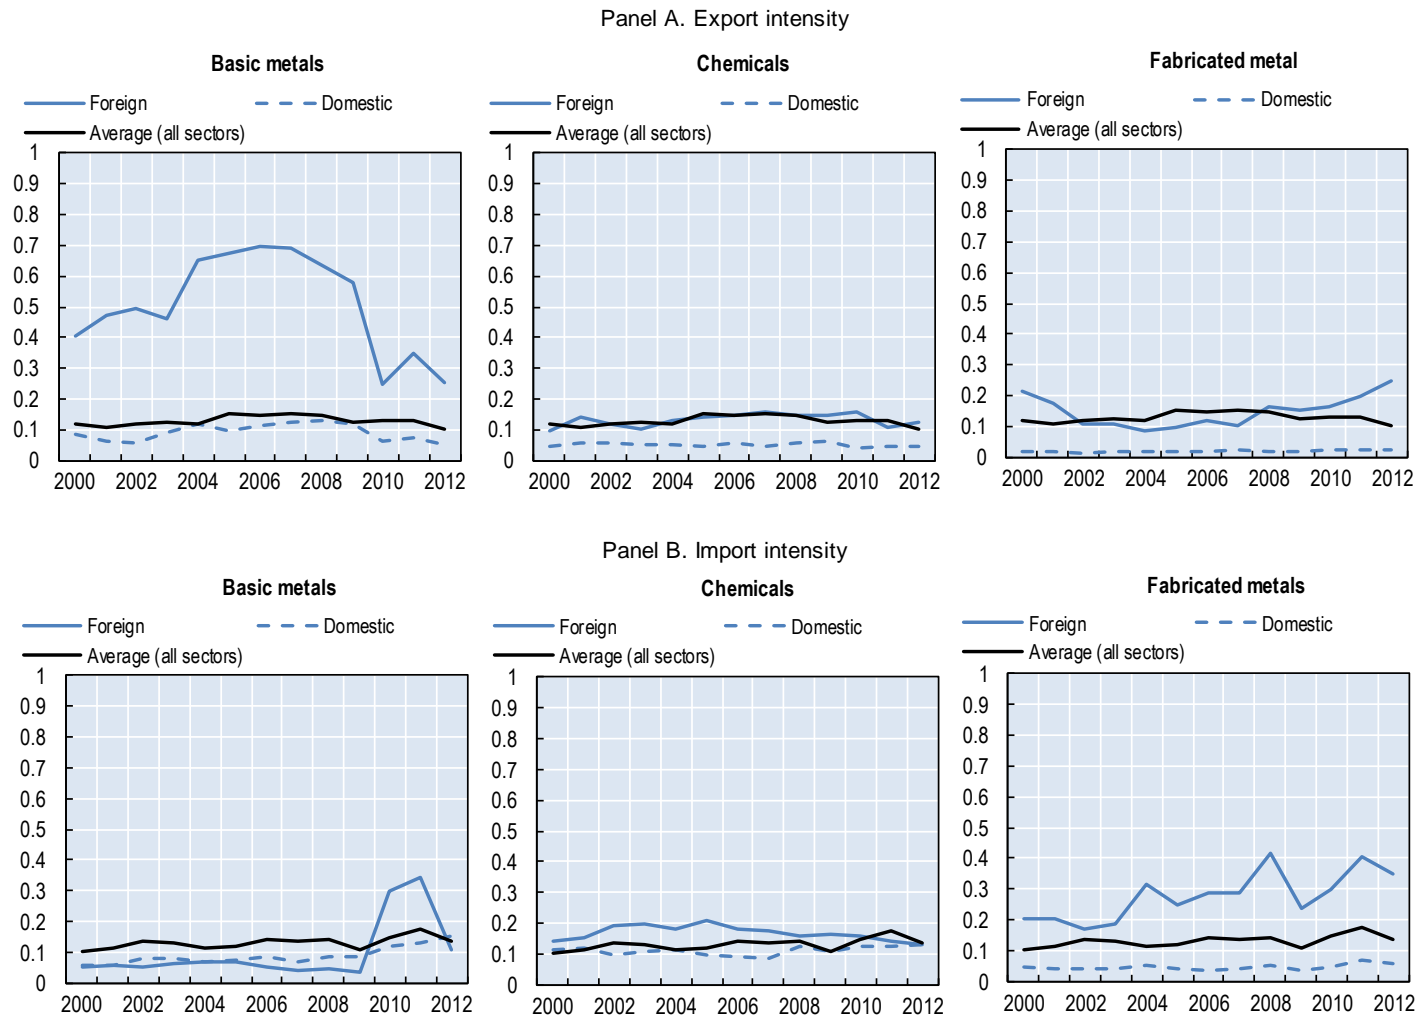 Panel A. Export intensity
Basic metals
Foreign Domestic
Average (all sectors)
1
0.9
0.8
0.7
0.6
0.5
0.4
0.3
0.2
0.1
0
2000 2002 2004 2006 2008 2010 2012
Chemicals
Foreign Domestic
Average (all sectors)
1
0.9
0.8
0.7
0.6
0.5
0.4
0.3
0.2
0.1
0
2000 2002 2004 2006 2008 2010 2012
Fabricated metal
Foreign Domestic
Average (all sectors)
1
0.9
0.8
0.7
0.6
0.5
0.4
0.3
0.2
0.1
0
2000 2002 2004 2006 2008 2010 2012
Panel B. Import intensity
Basic metals
Foreign Domestic
Average (all sectors)
1
0.9
0.8
0.7
0.6
0.5
0.4
0.3
0.2
0.1
0
2000 2002 2004 2006 2008 2010 2012
Chemicals
Foreign Domestic
Average (all sectors)
1
0.9
0.8
0.7
0.6
0.5
0.4
0.3
0.2
0.1
0
2000 2002 2004 2006 2008 2010 2012
Fabricated metals
Foreign Domestic
Average (all sectors)
1
0.9
0.8
0.7
0.6
0.5
0.4
0.3
0.2
0.1
0
2000 2002 2004 2006 2008 2010 2012